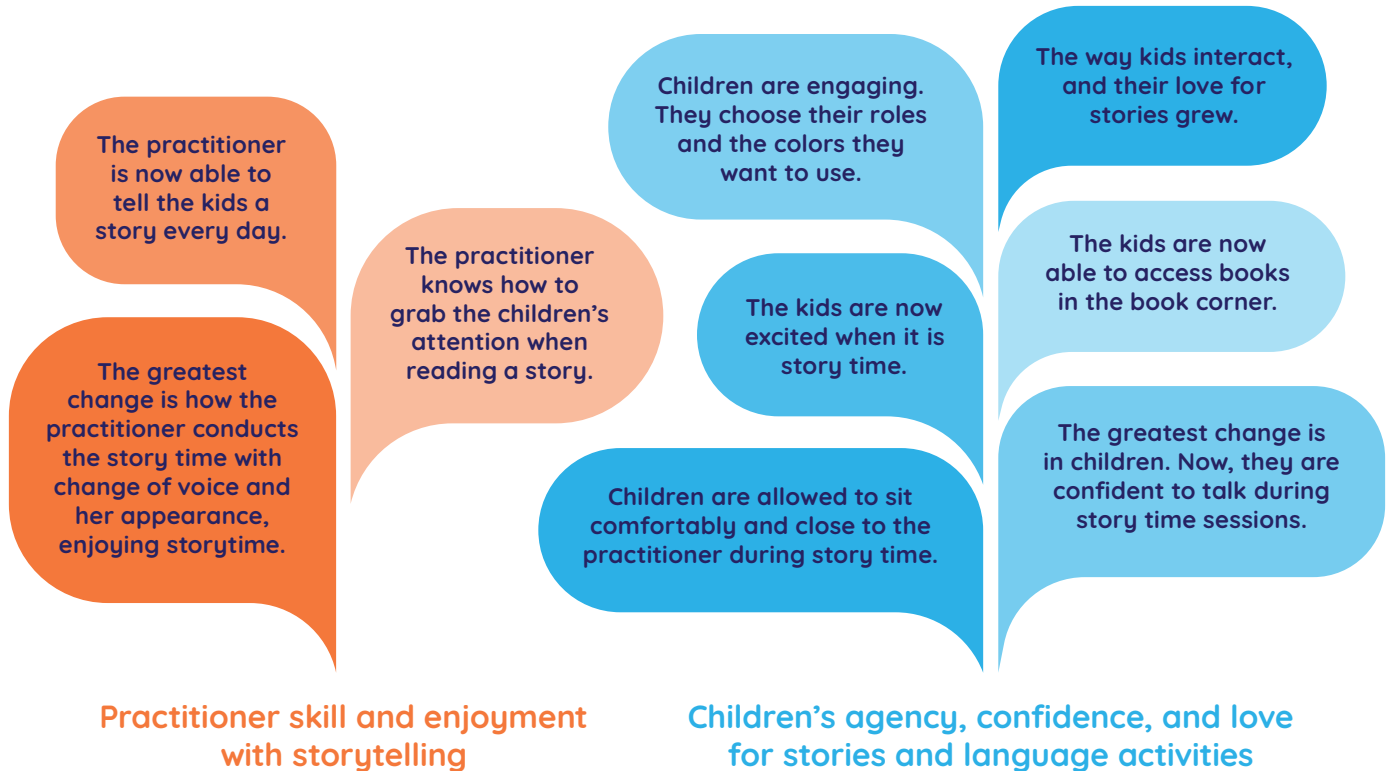 The practitioner
is now able to
tell the kids a
story every day.
The practitioner
knows how to
grab the children’s
attention when
reading a story.
The greatest
change is how the
practitioner conducts
the story time with
change of voice and
her appearance,
enjoying storytime.
Practitioner skill and enjoyment
with storytelling
Children are engaging.
They choose their roles
and the colors they
want to use.
The way kids interact,
and their love for
stories grew.
The kids are now
able to access books
in the book corner.
The kids are now
excited when it is
story time.
The greatest change is
in children. Now, they are
confident to talk during
story time sessions.
Children are allowed to sit
comfortably and close to the
practitioner during story time.
Children’s agency, confidence, and love
for stories and language activities